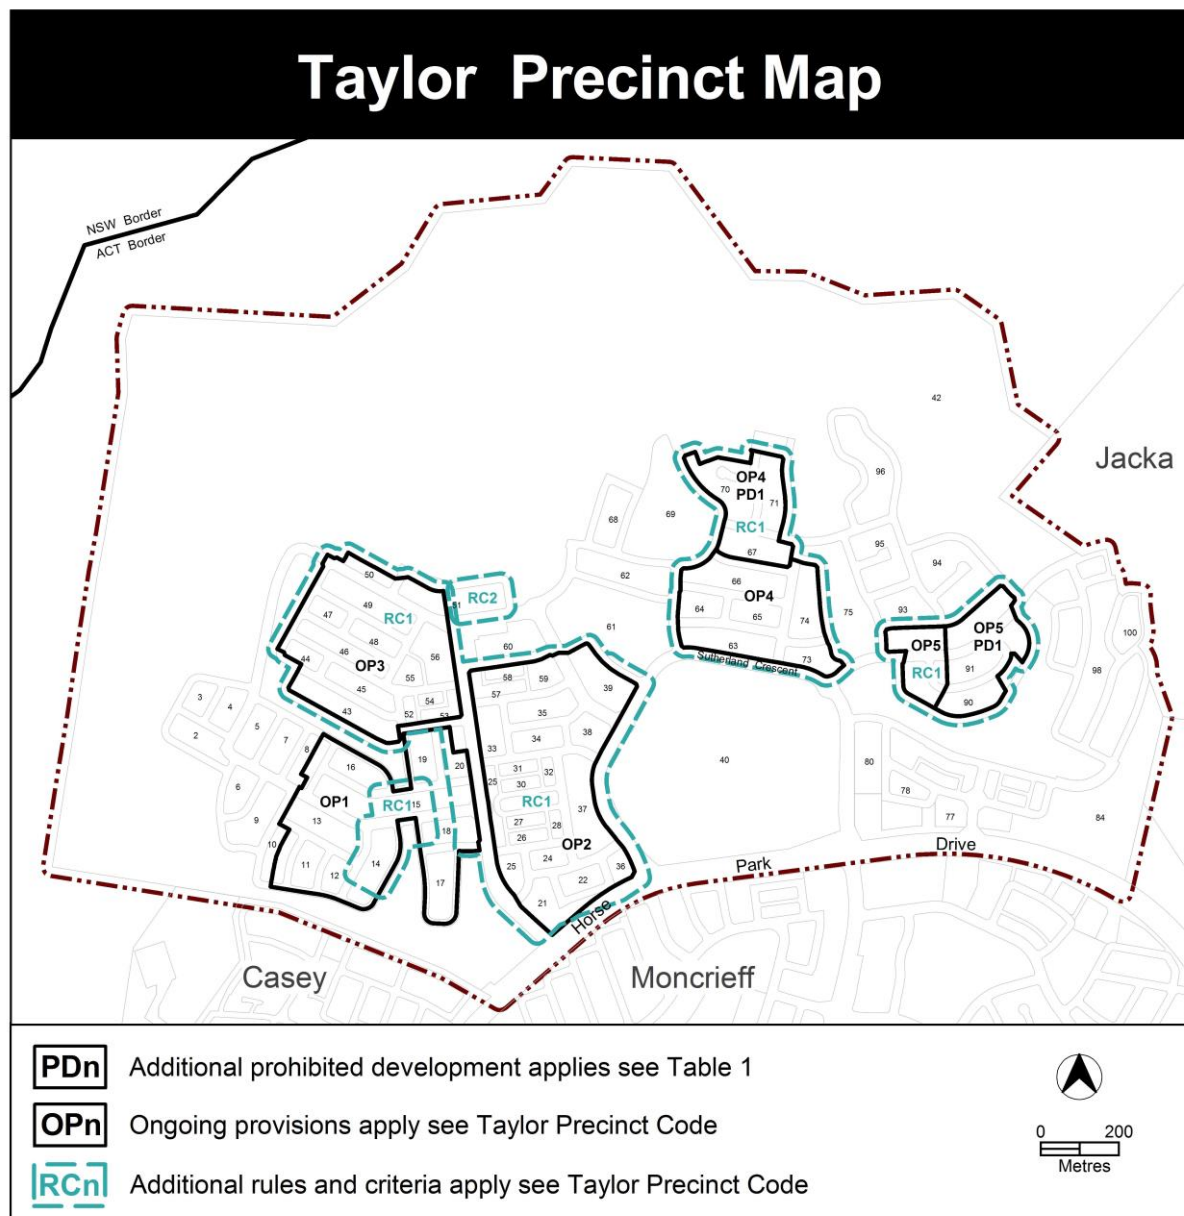 Taylor Precinct Map
NSW Border
ACT Border
42
Jacka
OP4
PD1
70
71
RC1
67
96
69
68
95
94
62
66
OP4
64
65
74
75
93
100
61
63
73
Sutherland Crescent
OP5
OP5
PD1
RC1
91
90
98
50
49
RC1
47
48
46
44
OP3
56
55
45
54
43
52
53
51
RC2
60
58
59
57
39
35
38
34
33
31
32
25
30
RC1
37
27
28
26
OP2
25
24
36
22
21
3
4
2
5
7
8
6
9
10
16
OP1
13
RC1
15
19
20
18
14
11
12
17
40
80
78
77
84
Horse
Park
Drive
Casey
Moncrieff
PDn Additional prohibited development applies see Table 1
OPn Ongoing provisions apply see Taylor Precinct Code
RCn Additional rules and criteria apply see Taylor Precinct Code
0 200
Metres